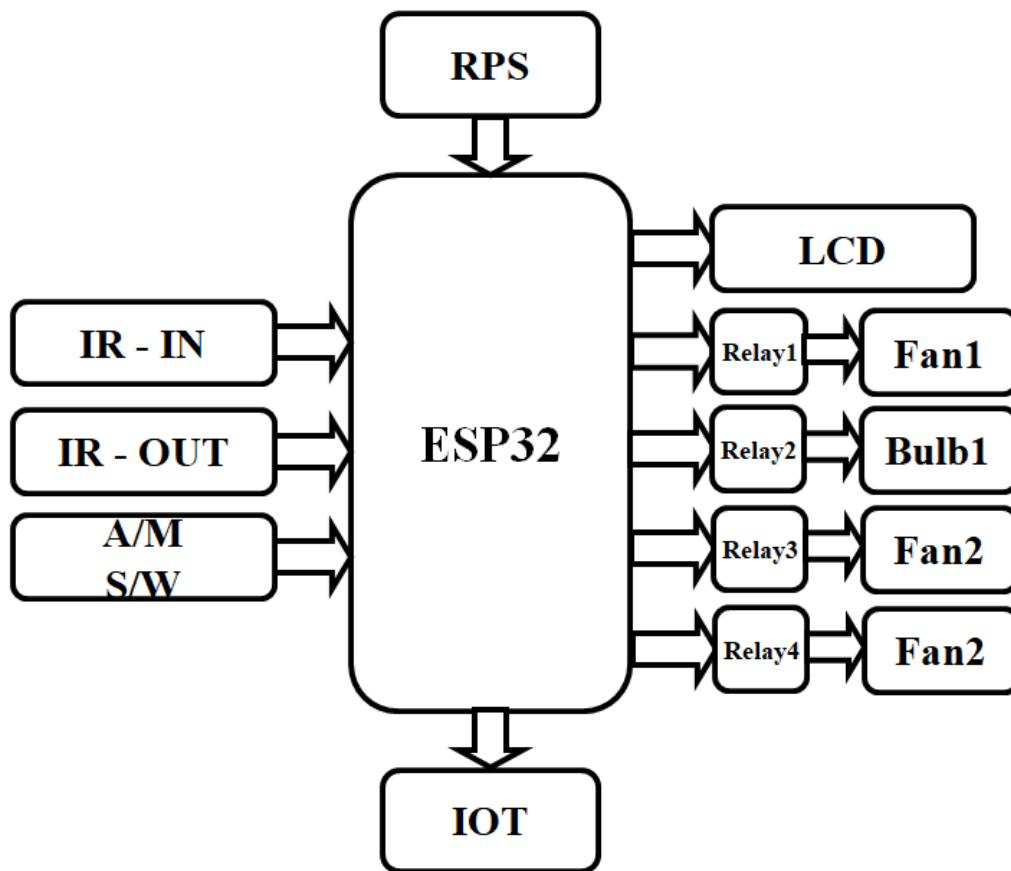 RPS
LCD
IR - IN
Relay1
Fan1
IR - OUT
ESP32
Relay2
Bulb1
A/M
S/W
Relay3
Fan2
Relay4
Fan2
IOT